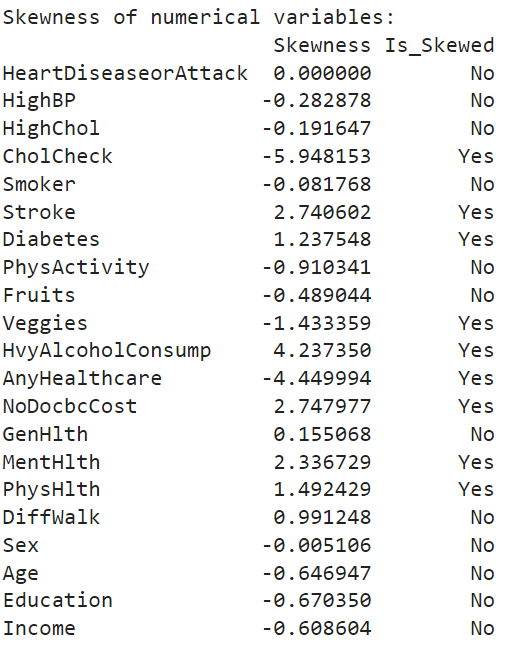 Skewness of numerical variables:
Skewness Is_Skewed
HeartDiseaseorAttack 0.000000 No
HighBP -0.282878 No
HighChol -0.191647 No
CholCheck -5.948153 Yes
Smoker -0.081768 No
Stroke 2.740602 Yes
Diabetes 1.237548 Yes
PhysActivity -0.910341 No
Fruits -0.489044 No
Veggies -1.433359 Yes
HvyAlcoholConsump 4.237350 Yes
AnyHealthcare -4.449994 Yes
NoDocbcCost 2.747977 Yes
GenHlth 0.155068 No
MentHlth 2.336729 Yes
PhysHlth 1.492429 Yes
DiffWalk 0.991248 No
Sex -0.005106 No
Age -0.646947 No
Education -0.670350 No
Income -0.608604 No